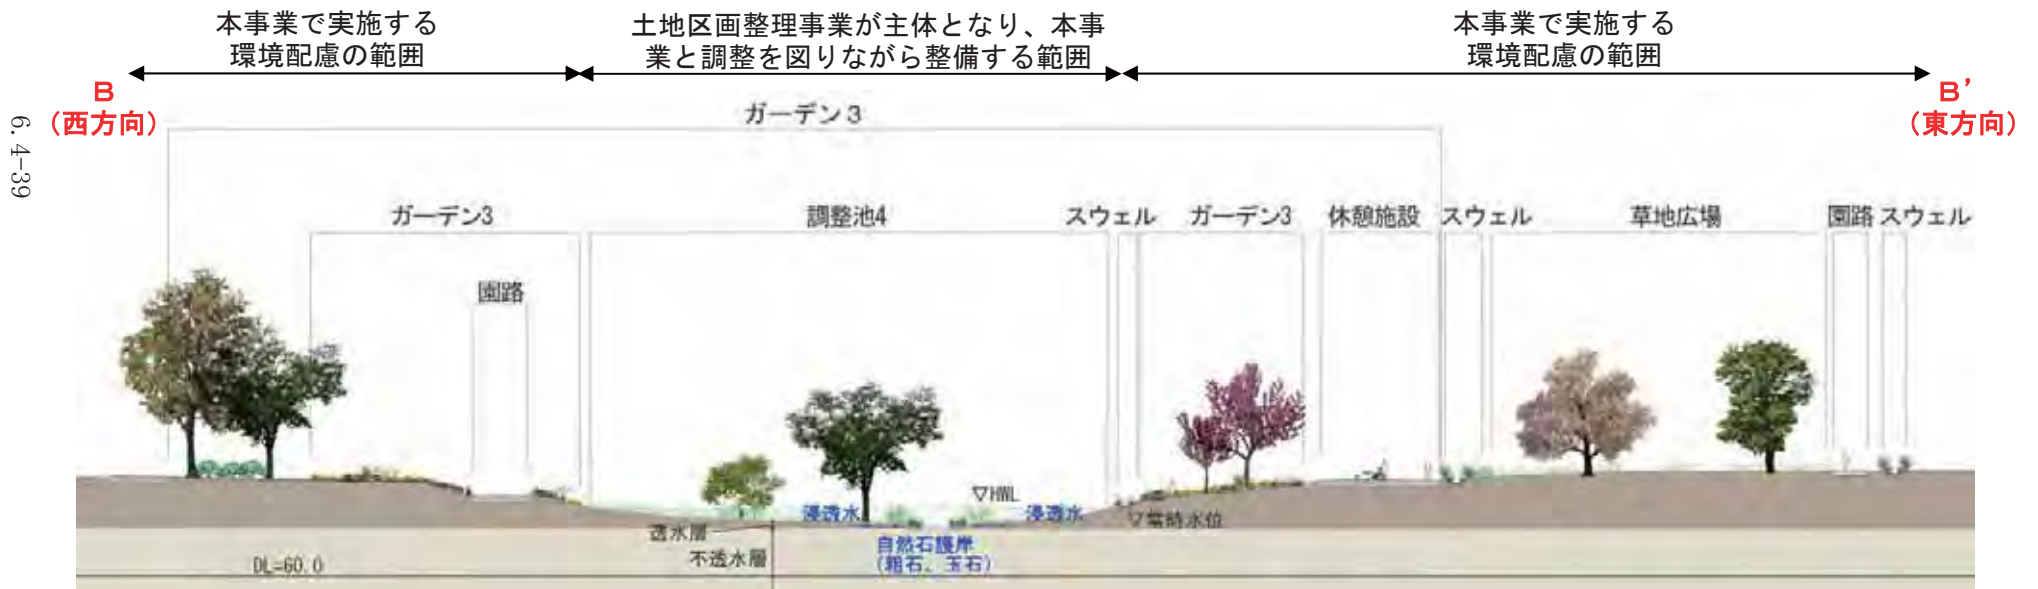 本事業で実施する
環境配慮の範囲
土地区画整理事業が主体となり、本事
業と調整を図りながら整備する範囲
本事業で実施する
環境配慮の範囲
B
(西方向)
B’
(東方向)
6. 4-39
ガーデン3
ガーデン3
調整池4
スウェル
ガーデン3
休憩施設
スウェル
草地広場
園路
スウェル
園路
▽HWL
浸透水
浸透水
▽常時水位
透水層
不透水層
自然石護岸
(粗石、玉石)
DL=60.0